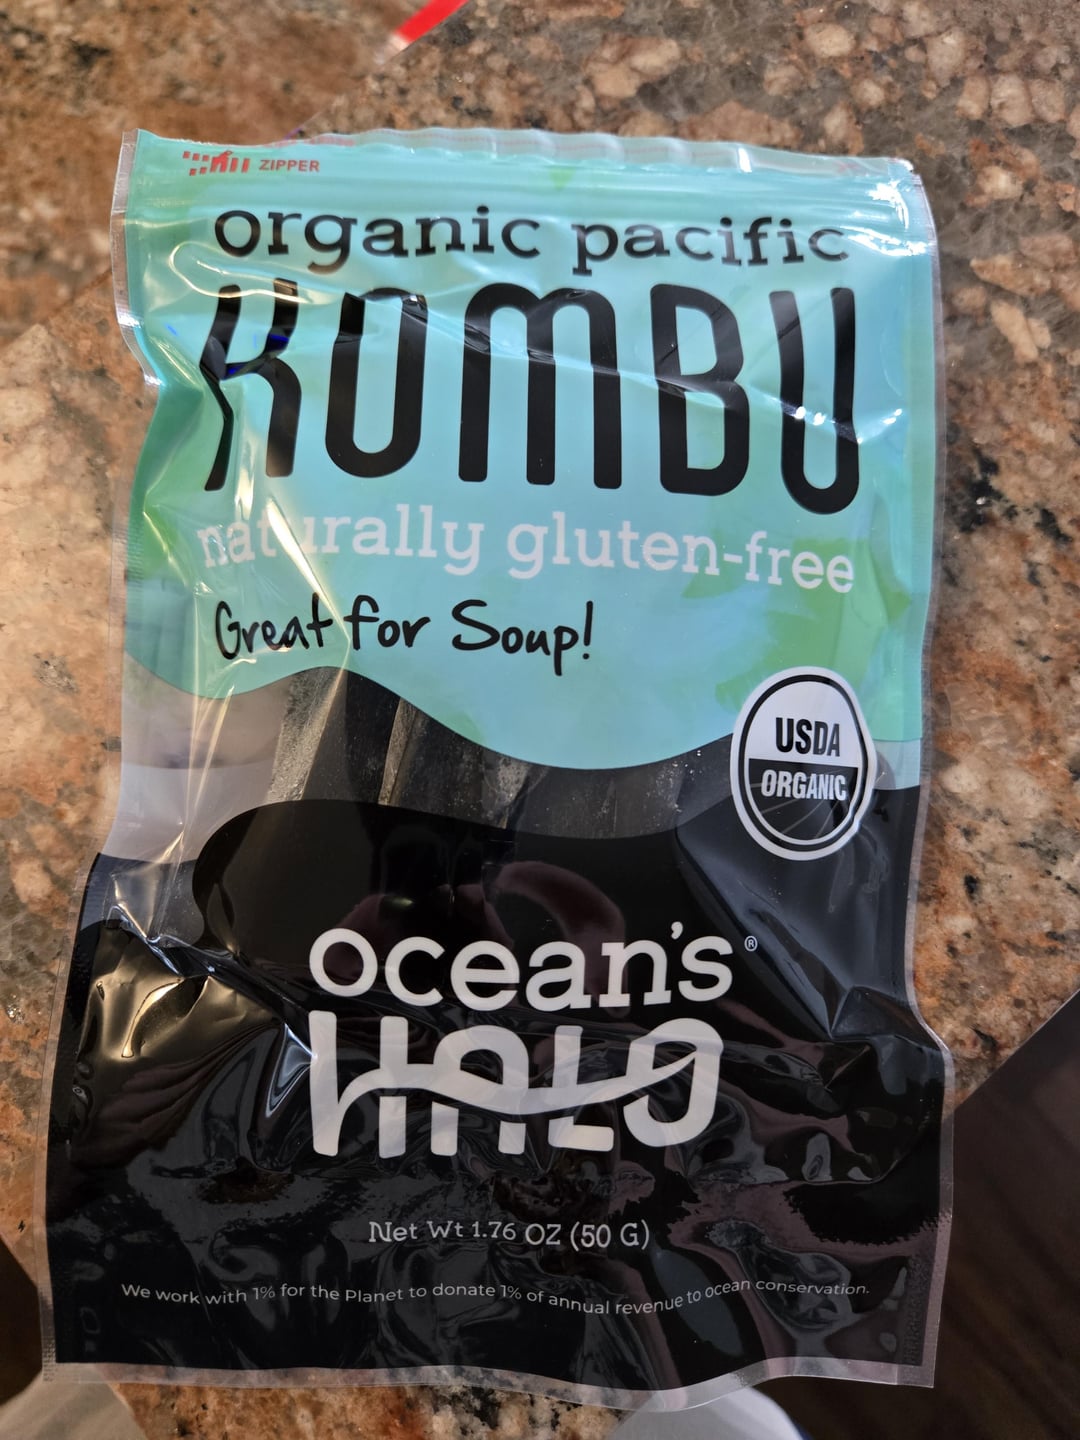 ZIPPER
organic pacific
KOMBU
naturally gluten-free
Great for Soup!
USDA
ORGANIC
ocean's®
HALO
Net Wt 1.76 OZ (50 G)
We work with 1% for the Planet to donate 1% of annual revenue to ocean conservation.